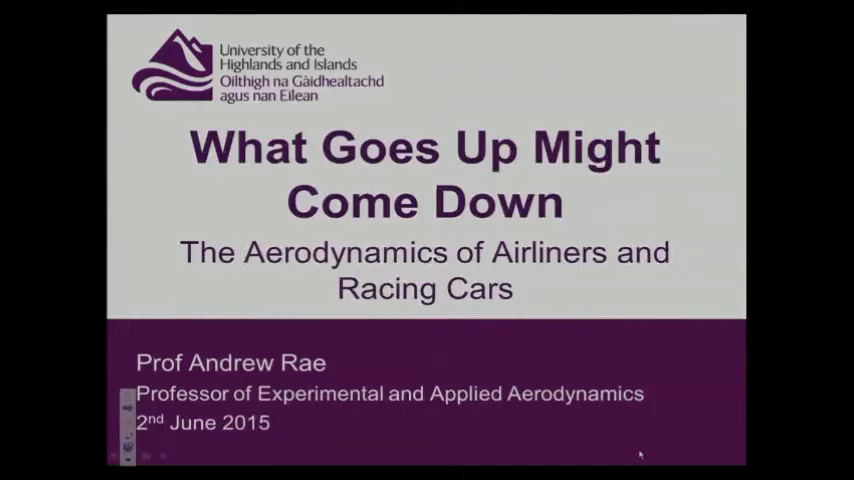 University of the
Highlands and Islands
Oilthigh na Gàidhealtachd
agus nan Eilean
What Goes Up Might
Come Down
The Aerodynamics of Airliners and
Racing Cars
Prof Andrew Rae
Professor of Experimental and Applied Aerodynamics
2nd June 2015